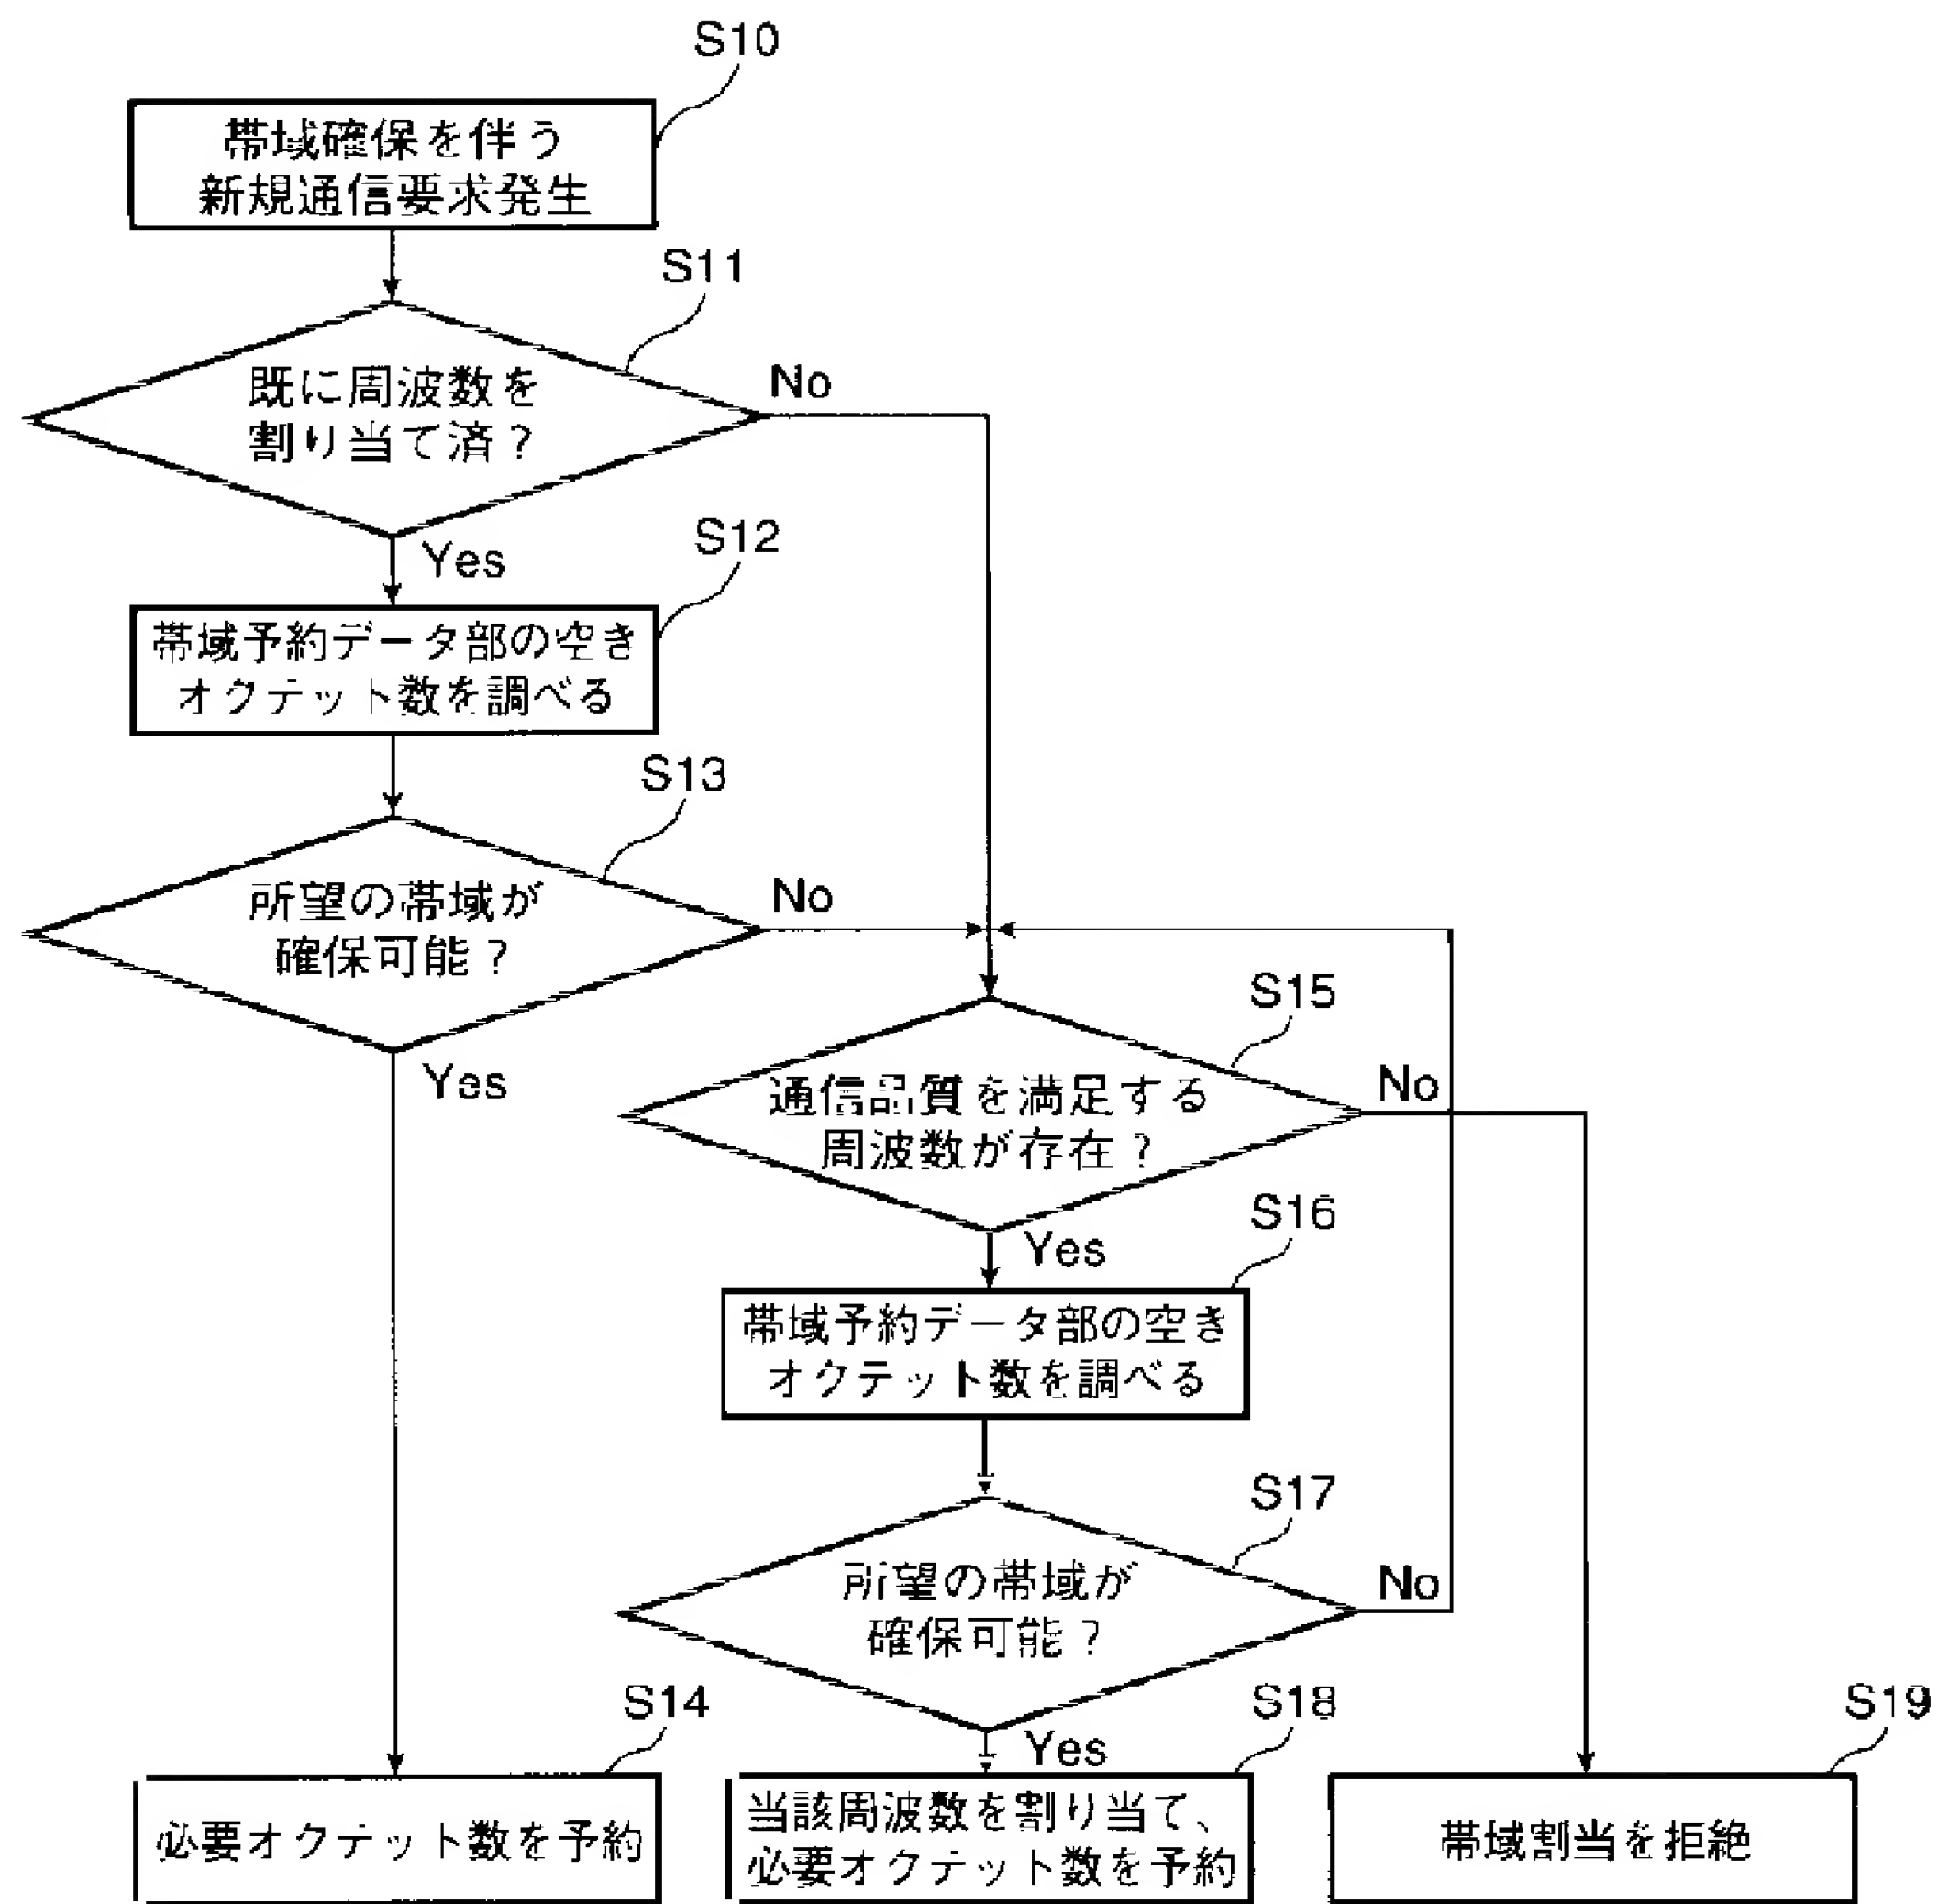 S10
帯域確保を伴う
新規通信要求発生
S11
既に周波数を
割り当て済？
No
Yes
S12
帯域予約データ部の空き
オクテット数を調べる
S13
所望の帯域が
確保可能？
No
Yes
S15
通信品質を満足する
周波数が存在？
No
Yes
S16
帯域予約データ部の空き
オクテット数を調べる
S17
所望の帯域が
確保可能？
No
Yes
S14
必要オクテット数を予約
S18
当該周波数を割り当て、
必要オクテット数を予約
S19
帯域割当を拒絶